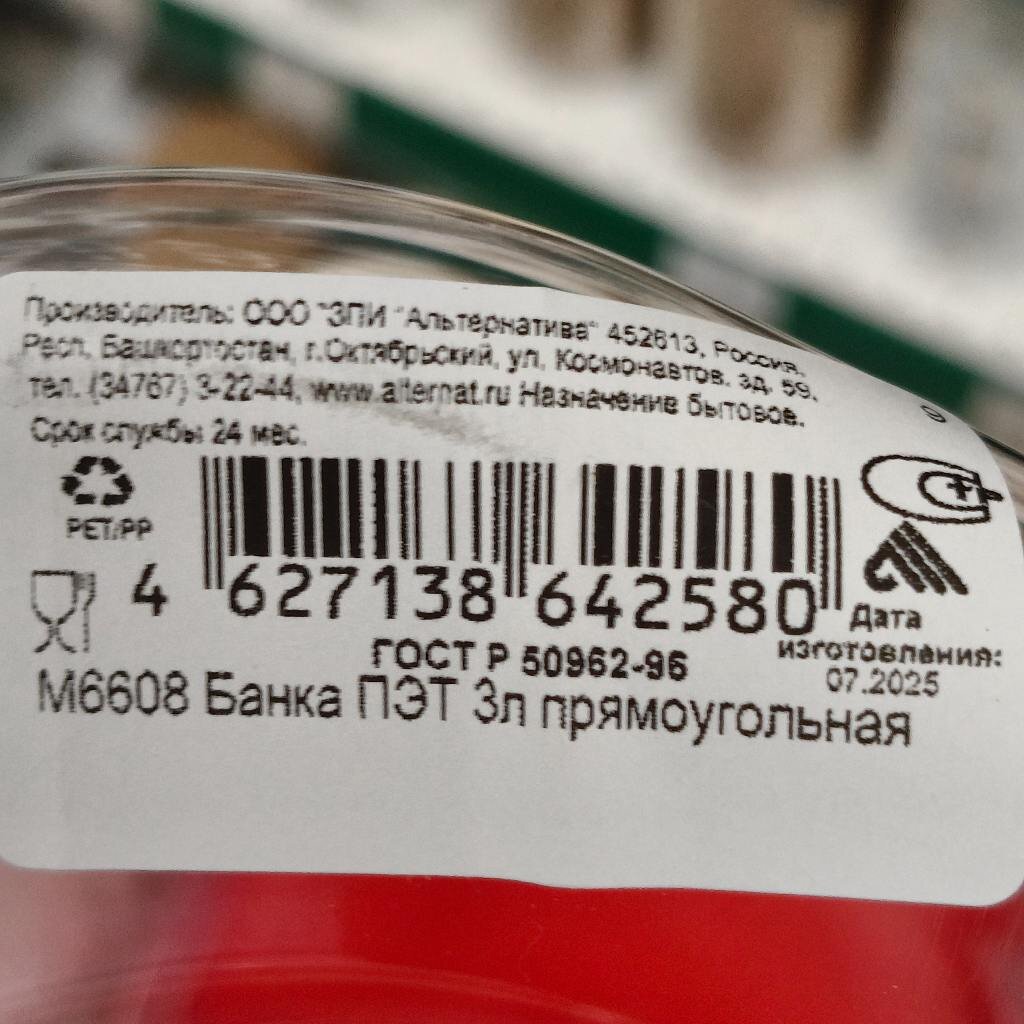 Производитель: ООО "ЗПИ "Альтернатива" 452613, Россия,
Респ. Башкортостан, г.Октябрьский, ул. Космонавтов. зд. 59,
тел. (34767) 3-22-44, www.alternat.ru Назначение бытовое.
Срок службы 24 мес.
PET/PP
4 627138 642580
Дата
изготовления:
07.2025
ГОСТ Р 50962-96
М6608 Банка ПЭТ 3л прямоугольная